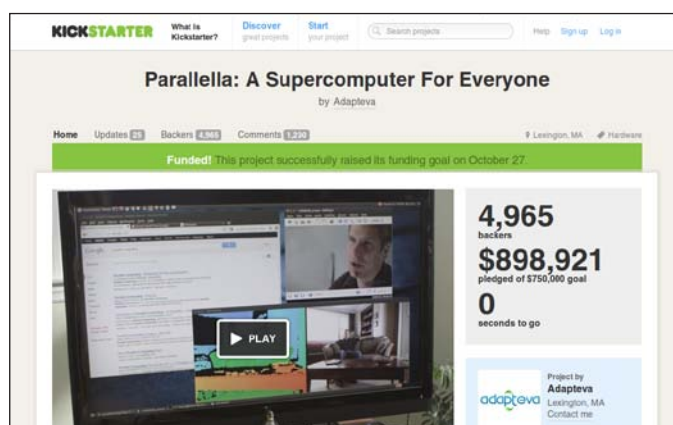 KICKSTARTER
What is
Kickstarter?
Discover
great projects
Start
your project
Search projects
Help Sign up Log in
Parallella: A Supercomputer For Everyone
by Adapteva
Home Updates 25 Backers 4,965 Comments 1,230
Lexington, MA Hardware
Funded! This project successfully raised its funding goal on October 27.
4,965
backers
$898,921
pledged of $750,000 goal
0
seconds to go
Google
PLAY
Project by
Adapteva
Lexington, MA
Contact me
adapteva